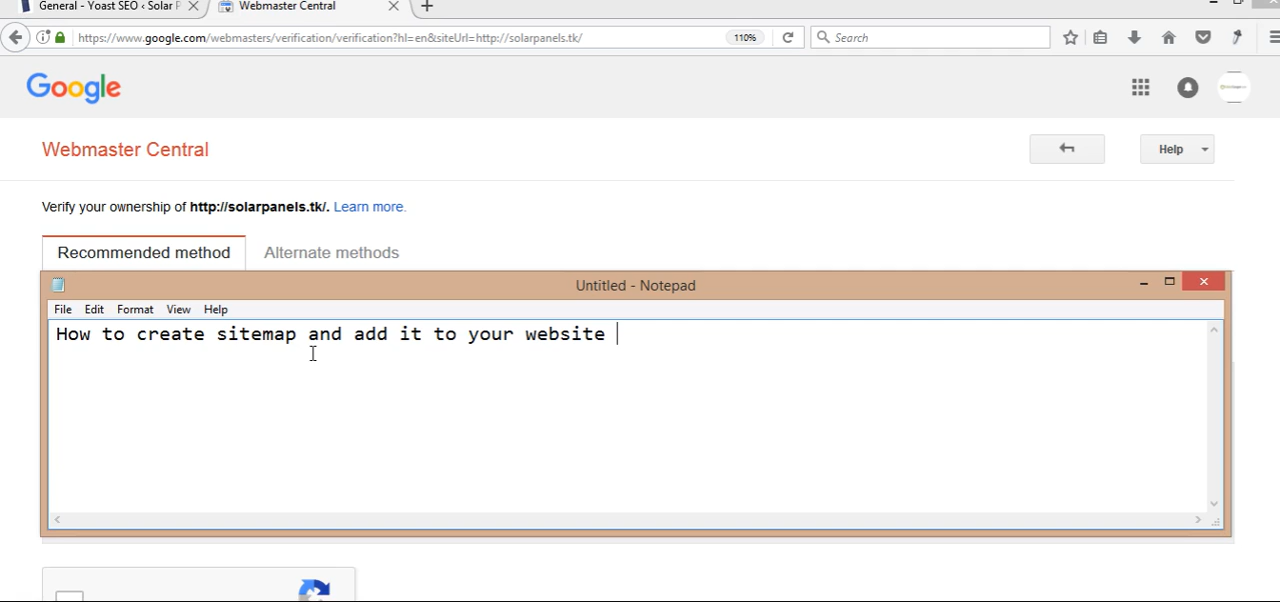 General - Yoast SEO ‹ Solar P
Webmaster Central
https://www.google.com/webmasters/verification/verification?hl=en&siteUrl=http://solarpanels.tk/
110%
Search
Google
Webmaster Central
Help
Verify your ownership of http://solarpanels.tk/. Learn more.
Recommended method
Alternate methods
Untitled - Notepad
File Edit Format View Help
How to create sitemap and add it to your website